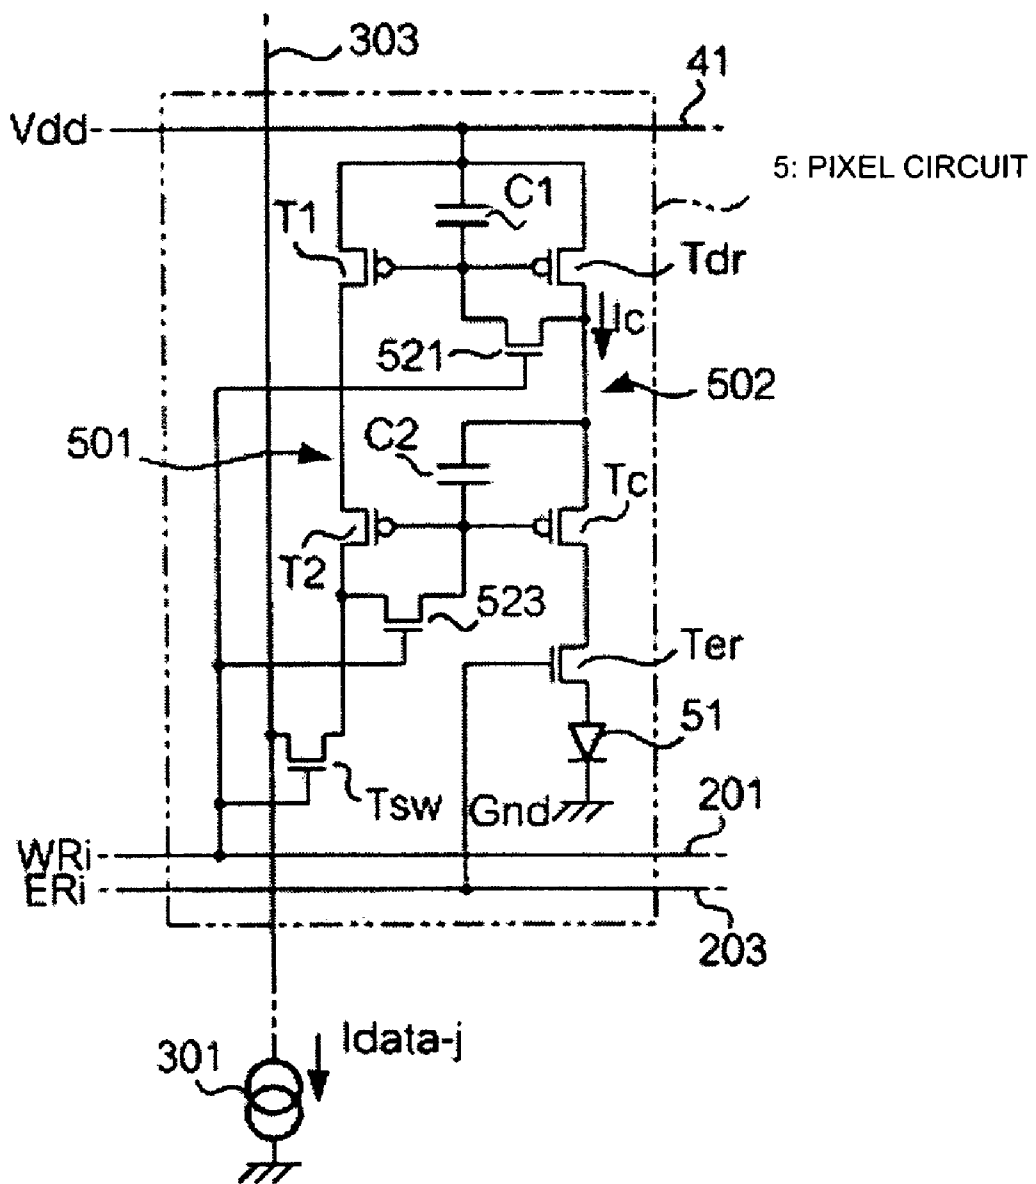 303
41
Vdd
5: PIXEL CIRCUIT
C1
T1
Tdr
Ic
521
502
501
C2
Tc
T2
523
Ter
51
Tsw
Gnd
201
WRi
ERi
203
Idata-j
301